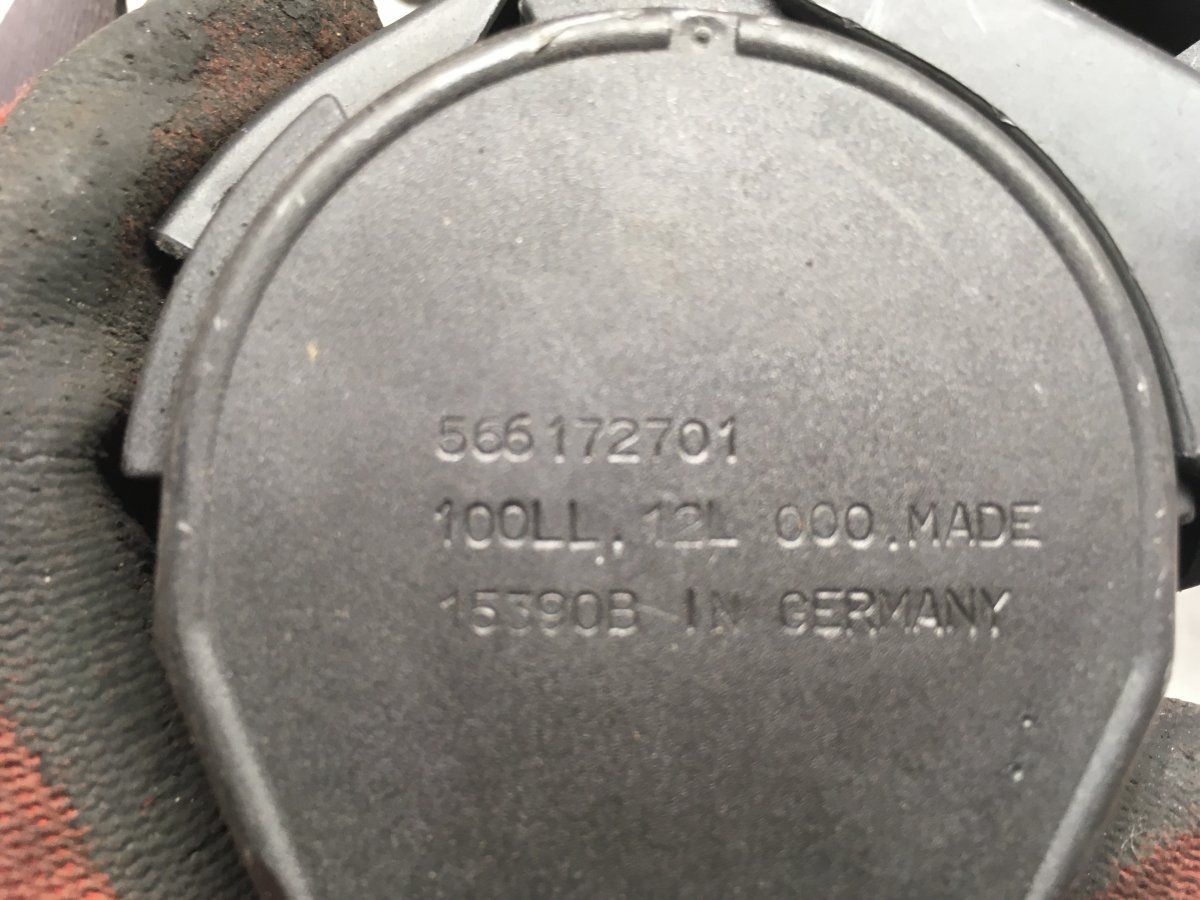 566172701
100LL, 12L 000.MADE
15390B IN GERMANY